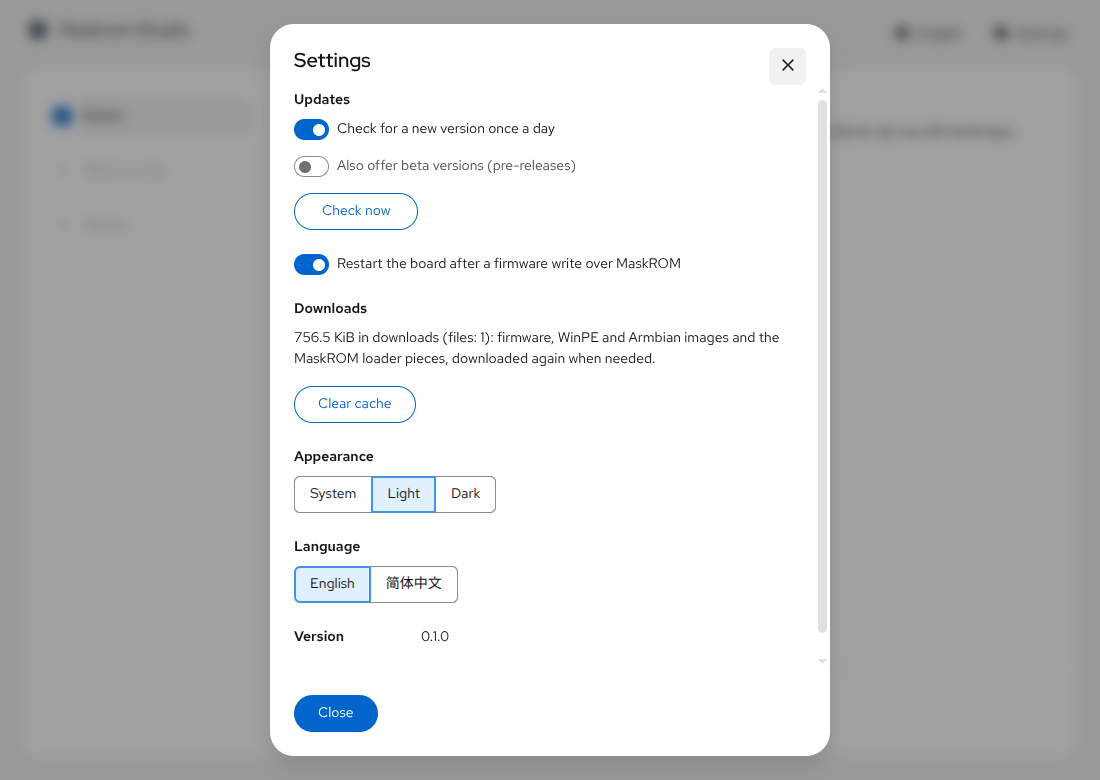 Settings
Updates
Check for a new version once a day
Also offer beta versions (pre-releases)
Check now
Restart the board after a firmware write over MaskROM
Downloads
756.5 KiB in downloads (files: 1): firmware, WinPE and Armbian images and the
MaskROM loader pieces, downloaded again when needed.
Clear cache
Appearance
System Light Dark
Language
English 简体中文
Version 0.1.0
Close